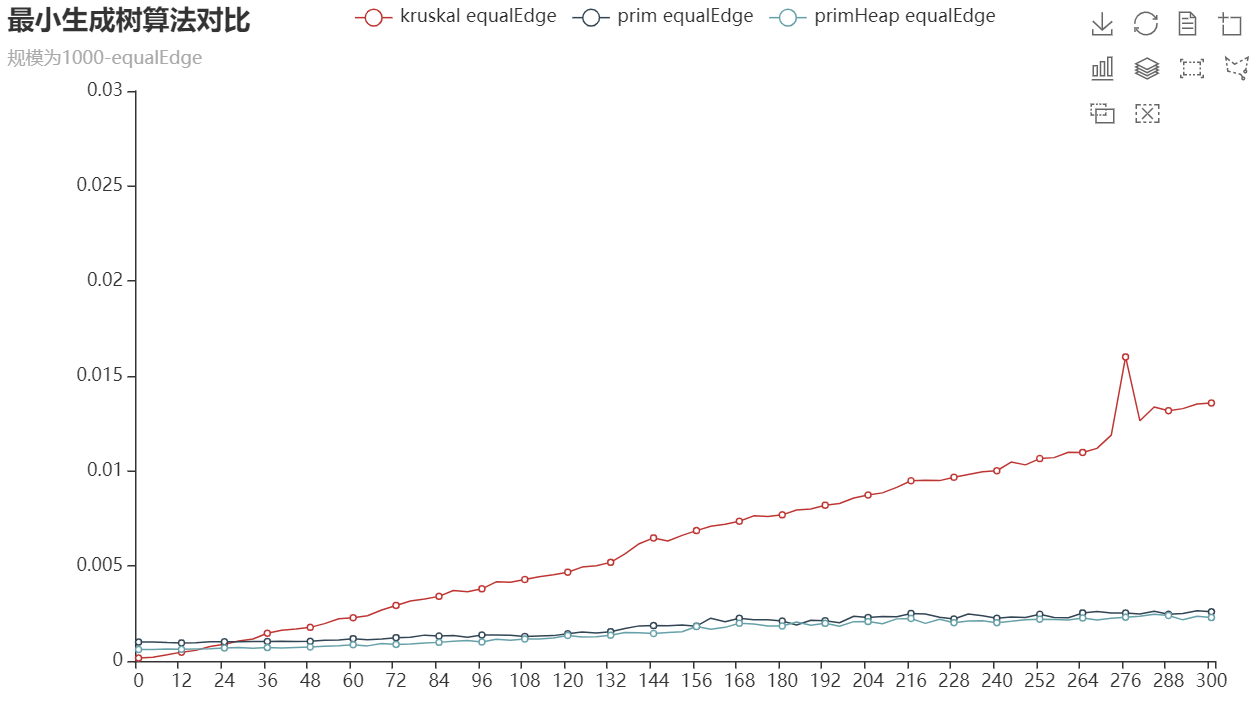 最小生成树算法对比
规模为1000-equalEdge
kruskal equalEdge prim equalEdge primHeap equalEdge
0.03
0.025
0.02
0.015
0.01
0.005
0
0 12 24 36 48 60 72 84 96 108 120 132 144 156 168 180 192 204 216 228 240 252 264 276 288 300